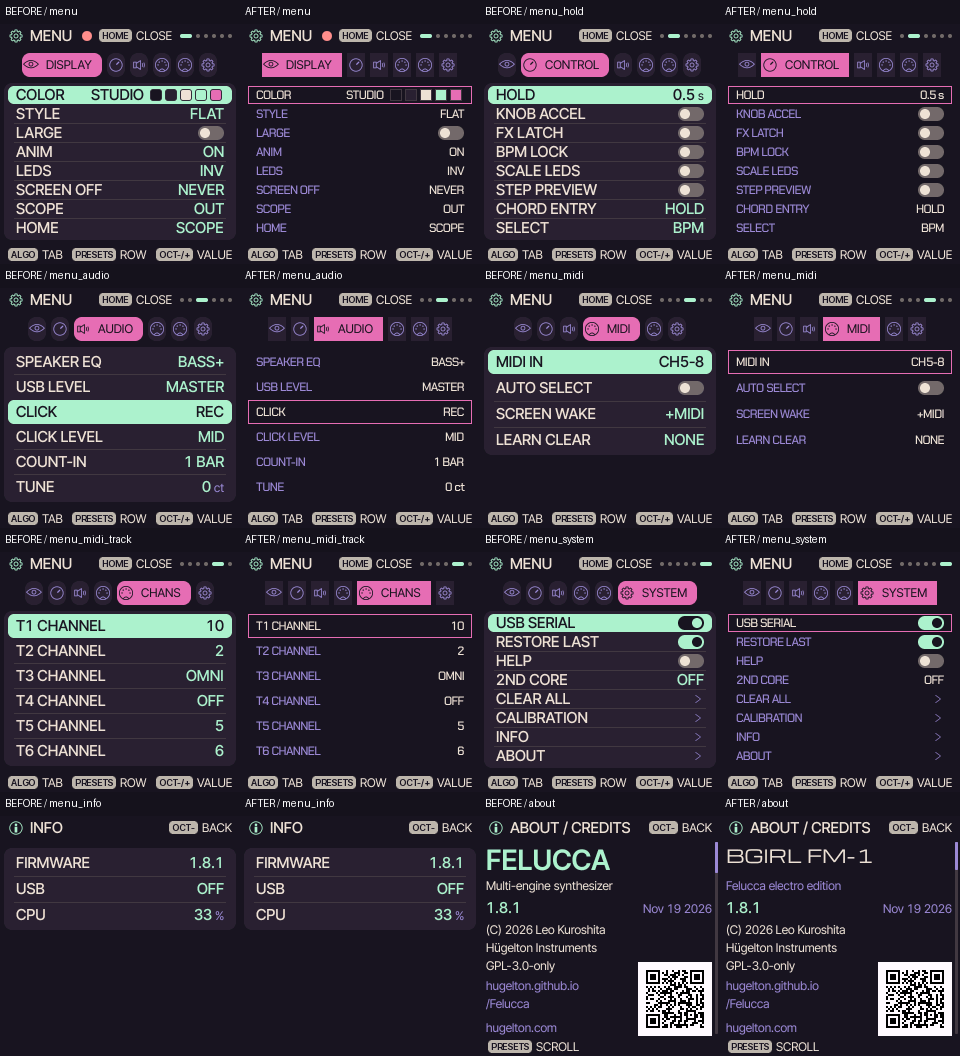 BEFORE / menu
MENU HOME CLOSE
DISPLAY
COLOR STUDIO
STYLE FLAT
LARGE
ANIM ON
LEDS INV
SCREEN OFF NEVER
SCOPE OUT
HOME SCOPE
ALGO TAB PRESETS ROW OCT-/+ VALUE
AFTER / menu
MENU HOME CLOSE
DISPLAY
COLOR STUDIO
STYLE FLAT
LARGE
ANIM ON
LEDS INV
SCREEN OFF NEVER
SCOPE OUT
HOME SCOPE
ALGO TAB PRESETS ROW OCT-/+ VALUE
BEFORE / menu_hold
MENU HOME CLOSE
CONTROL
HOLD 0.5 s
KNOB ACCEL
FX LATCH
BPM LOCK
SCALE LEDS
STEP PREVIEW
CHORD ENTRY HOLD
SELECT BPM
ALGO TAB PRESETS ROW OCT-/+ VALUE
AFTER / menu_hold
MENU HOME CLOSE
CONTROL
HOLD 0.5 s
KNOB ACCEL
FX LATCH
BPM LOCK
SCALE LEDS
STEP PREVIEW
CHORD ENTRY HOLD
SELECT BPM
ALGO TAB PRESETS ROW OCT-/+ VALUE
BEFORE / menu_audio
MENU HOME CLOSE
AUDIO
SPEAKER EQ BASS+
USB LEVEL MASTER
CLICK REC
CLICK LEVEL MID
COUNT-IN 1 BAR
TUNE 0 ct
ALGO TAB PRESETS ROW OCT-/+ VALUE
AFTER / menu_audio
MENU HOME CLOSE
AUDIO
SPEAKER EQ BASS+
USB LEVEL MASTER
CLICK REC
CLICK LEVEL MID
COUNT-IN 1 BAR
TUNE 0 ct
ALGO TAB PRESETS ROW OCT-/+ VALUE
BEFORE / menu_midi
MENU HOME CLOSE
MIDI
MIDI IN CH5-8
AUTO SELECT
SCREEN WAKE +MIDI
LEARN CLEAR NONE
ALGO TAB PRESETS ROW OCT-/+ VALUE
AFTER / menu_midi
MENU HOME CLOSE
MIDI
MIDI IN CH5-8
AUTO SELECT
SCREEN WAKE +MIDI
LEARN CLEAR NONE
ALGO TAB PRESETS ROW OCT-/+ VALUE
BEFORE / menu_midi_track
MENU HOME CLOSE
CHANS
T1 CHANNEL 10
T2 CHANNEL 2
T3 CHANNEL OMNI
T4 CHANNEL OFF
T5 CHANNEL 5
T6 CHANNEL 6
ALGO TAB PRESETS ROW OCT-/+ VALUE
AFTER / menu_midi_track
MENU HOME CLOSE
CHANS
T1 CHANNEL 10
T2 CHANNEL 2
T3 CHANNEL OMNI
T4 CHANNEL OFF
T5 CHANNEL 5
T6 CHANNEL 6
ALGO TAB PRESETS ROW OCT-/+ VALUE
BEFORE / menu_system
MENU HOME CLOSE
SYSTEM
USB SERIAL
RESTORE LAST
HELP
2ND CORE OFF
CLEAR ALL >
CALIBRATION >
INFO >
ABOUT >
ALGO TAB PRESETS ROW OCT-/+ VALUE
AFTER / menu_system
MENU HOME CLOSE
SYSTEM
USB SERIAL
RESTORE LAST
HELP
2ND CORE OFF
CLEAR ALL >
CALIBRATION >
INFO >
ABOUT >
ALGO TAB PRESETS ROW OCT-/+ VALUE
BEFORE / menu_info
INFO OCT- BACK
FIRMWARE 1.8.1
USB OFF
CPU 33 %
AFTER / menu_info
INFO OCT- BACK
FIRMWARE 1.8.1
USB OFF
CPU 33 %
BEFORE / about
ABOUT / CREDITS OCT- BACK
FELUCCA
Multi-engine synthesizer
1.8.1 Nov 19 2026
(C) 2026 Leo Kuroshita
Hügelton Instruments
GPL-3.0-only
hugelton.github.io
/Felucca
hugelton.com
PRESETS SCROLL
AFTER / about
ABOUT / CREDITS OCT- BACK
BGIRL FM-1
Felucca electro edition
1.8.1 Nov 19 2026
(C) 2026 Leo Kuroshita
Hügelton Instruments
GPL-3.0-only
hugelton.github.io
/Felucca
hugelton.com
PRESETS SCROLL